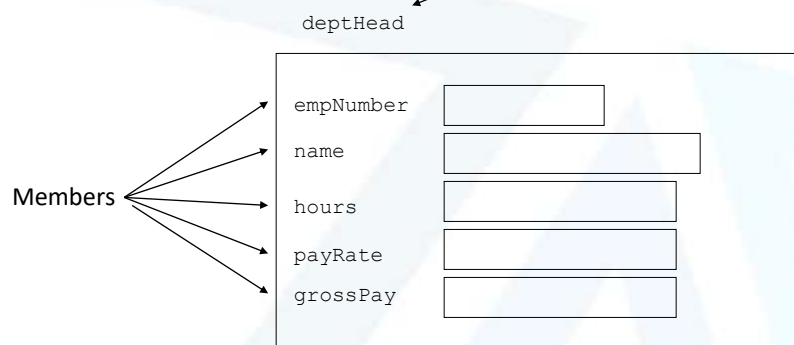 deptHead
empNumber
name
Members
hours
payRate
grossPay